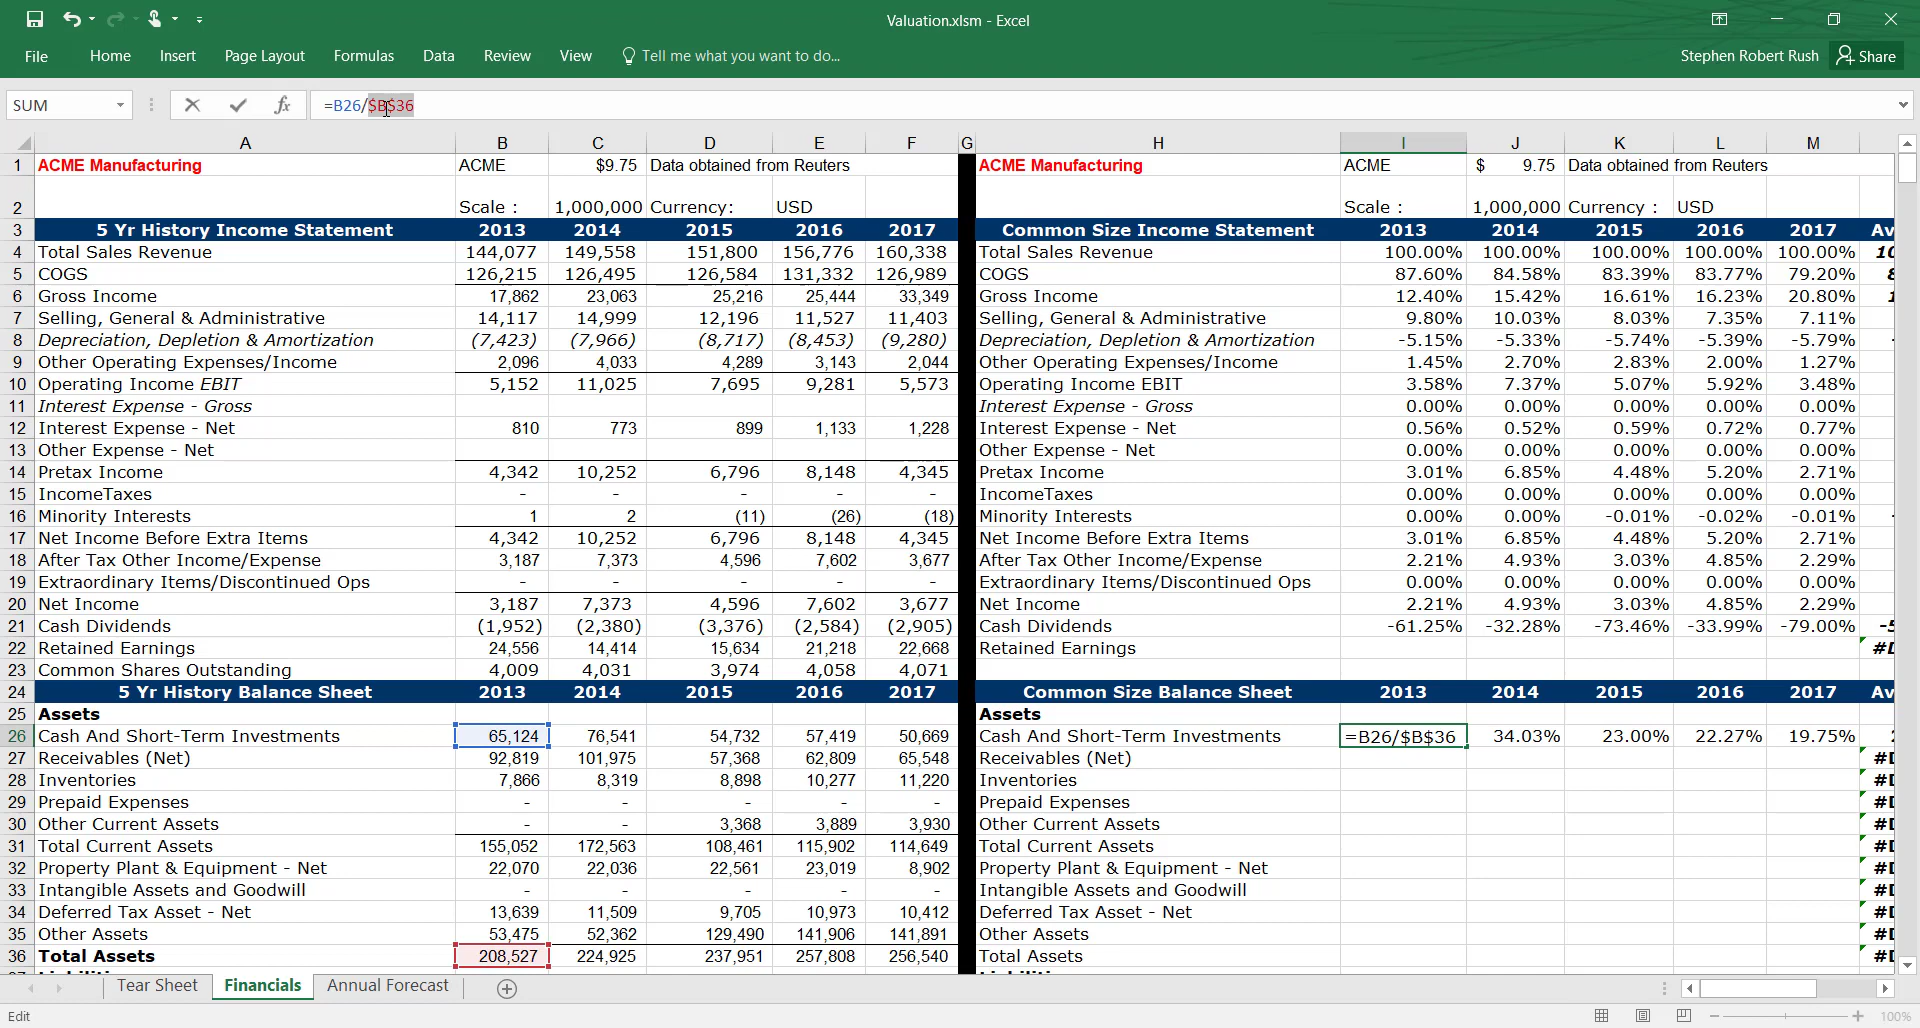 Valuation.xlsm - Excel
File Home Insert Page Layout Formulas Data Review View Tell me what you want to do... Stephen Robert Rush Share
SUM fx =B26/$B$36
A B C D E F G H I J K L M
1 ACME Manufacturing ACME $9.75 Data obtained from Reuters ACME Manufacturing ACME $ 9.75 Data obtained from Reuters
2 Scale : 1,000,000 Currency: USD Scale : 1,000,000 Currency : USD
3 5 Yr History Income Statement 2013 2014 2015 2016 2017 Common Size Income Statement 2013 2014 2015 2016 2017
4 Total Sales Revenue 144,077 149,558 151,800 156,776 160,338 Total Sales Revenue 100.00% 100.00% 100.00% 100.00% 100.00%
5 COGS 126,215 126,495 126,584 131,332 126,989 COGS 87.60% 84.58% 83.39% 83.77% 79.20%
6 Gross Income 17,862 23,063 25,216 25,444 33,349 Gross Income 12.40% 15.42% 16.61% 16.23% 20.80%
7 Selling, General & Administrative 14,117 14,999 12,196 11,527 11,403 Selling, General & Administrative 9.80% 10.03% 8.03% 7.35% 7.11%
8 Depreciation, Depletion & Amortization (7,423) (7,966) (8,717) (8,453) (9,280) Depreciation, Depletion & Amortization -5.15% -5.33% -5.74% -5.39% -5.79%
9 Other Operating Expenses/Income 2,096 4,033 4,289 3,143 2,044 Other Operating Expenses/Income 1.45% 2.70% 2.83% 2.00% 1.27%
10 Operating Income EBIT 5,152 11,025 7,695 9,281 5,573 Operating Income EBIT 3.58% 7.37% 5.07% 5.92% 3.48%
11 Interest Expense - Gross Interest Expense - Gross 0.00% 0.00% 0.00% 0.00% 0.00%
12 Interest Expense - Net 810 773 899 1,133 1,228 Interest Expense - Net 0.56% 0.52% 0.59% 0.72% 0.77%
13 Other Expense - Net Other Expense - Net 0.00% 0.00% 0.00% 0.00% 0.00%
14 Pretax Income 4,342 10,252 6,796 8,148 4,345 Pretax Income 3.01% 6.85% 4.48% 5.20% 2.71%
15 IncomeTaxes - - - - - IncomeTaxes 0.00% 0.00% 0.00% 0.00% 0.00%
16 Minority Interests 1 2 (11) (26) (18) Minority Interests 0.00% 0.00% -0.01% -0.02% -0.01%
17 Net Income Before Extra Items 4,342 10,252 6,796 8,148 4,345 Net Income Before Extra Items 3.01% 6.85% 4.48% 5.20% 2.71%
18 After Tax Other Income/Expense 3,187 7,373 4,596 7,602 3,677 After Tax Other Income/Expense 2.21% 4.93% 3.03% 4.85% 2.29%
19 Extraordinary Items/Discontinued Ops - - - - - Extraordinary Items/Discontinued Ops 0.00% 0.00% 0.00% 0.00% 0.00%
20 Net Income 3,187 7,373 4,596 7,602 3,677 Net Income 2.21% 4.93% 3.03% 4.85% 2.29%
21 Cash Dividends (1,952) (2,380) (3,376) (2,584) (2,905) Cash Dividends -61.25% -32.28% -73.46% -33.99% -79.00%
22 Retained Earnings 24,556 14,414 15,634 21,218 22,668 Retained Earnings
23 Common Shares Outstanding 4,009 4,031 3,974 4,058 4,071
24 5 Yr History Balance Sheet 2013 2014 2015 2016 2017 Common Size Balance Sheet 2013 2014 2015 2016 2017
25 Assets Assets
26 Cash And Short-Term Investments 65,124 76,541 54,732 57,419 50,669 Cash And Short-Term Investments =B26/$B$36 34.03% 23.00% 22.27% 19.75%
27 Receivables (Net) 92,819 101,975 57,368 62,809 65,548 Receivables (Net)
28 Inventories 7,866 8,319 8,898 10,277 11,220 Inventories
29 Prepaid Expenses - - - - - Prepaid Expenses
30 Other Current Assets - - 3,368 3,889 3,930 Other Current Assets
31 Total Current Assets 155,052 172,563 108,461 115,902 114,649 Total Current Assets
32 Property Plant & Equipment - Net 22,070 22,036 22,561 23,019 8,902 Property Plant & Equipment - Net
33 Intangible Assets and Goodwill - - - - - Intangible Assets and Goodwill
34 Deferred Tax Asset - Net 13,639 11,509 9,705 10,973 10,412 Deferred Tax Asset - Net
35 Other Assets 53,475 52,362 129,490 141,906 141,891 Other Assets
36 Total Assets 208,527 224,925 237,951 257,808 256,540 Total Assets
Tear Sheet Financials Annual Forecast
Edit 100%